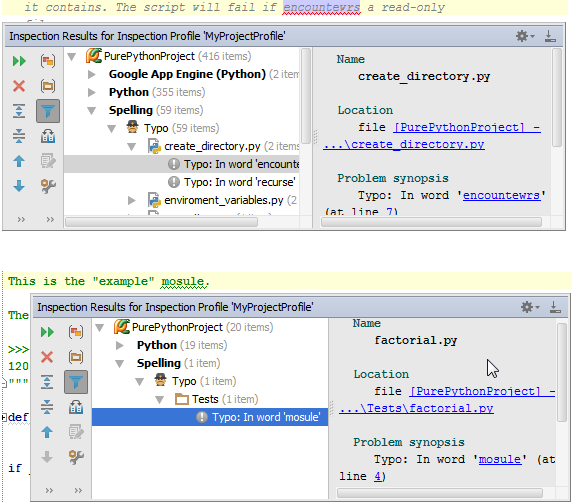 it contains. The script will fail if encountewrs a read-only
Inspection Results for Inspection Profile 'MyProjectProfile'
PurePythonProject (416 items)
Google App Engine (Python) (2 item
Python (355 items)
Spelling (59 items)
Typo (59 items)
create_directory.py (2 items
Typo: In word 'encounte
Typo: In word 'recurse'
enviroment_variables.py (2
Name
create_directory.py
Location
file [PurePythonProject] -
...\create_directory.py
Problem synopsis
Typo: In word 'encountewrs'
(at line 7)
This is the "example" mosule.
The
>>>
120
"""
def
if
Inspection Results for Inspection Profile 'MyProjectProfile'
PurePythonProject (20 items)
Python (19 items)
Spelling (1 item)
Typo (1 item)
Tests (1 item)
Typo: In word 'mosule'
Name
factorial.py
Location
file [PurePythonProject] -
...\Tests\factorial.py
Problem synopsis
Typo: In word 'mosule' (at
line 4)